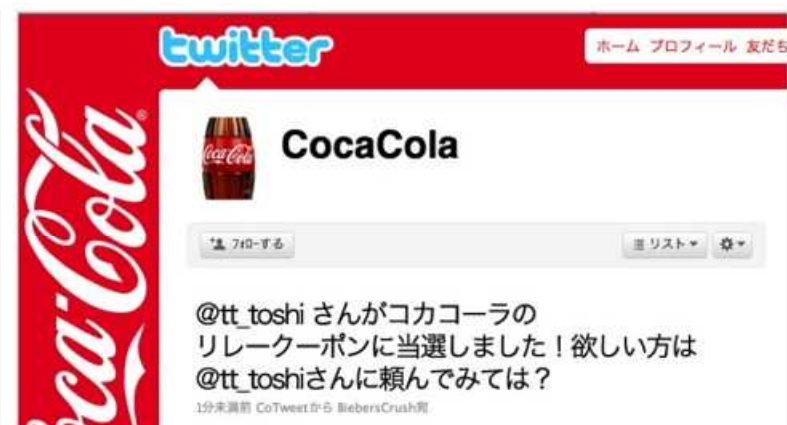 twitter
ホーム プロフィール 友だち
Coca-Cola
CocaCola
フォローする
リスト
@tt_toshi さんがコカコーラの
リレークーポンに当選しました！欲しい方は
@tt_toshiさんに頼んでみては？
1分未満前 CoTweetから BiebersCrush宛